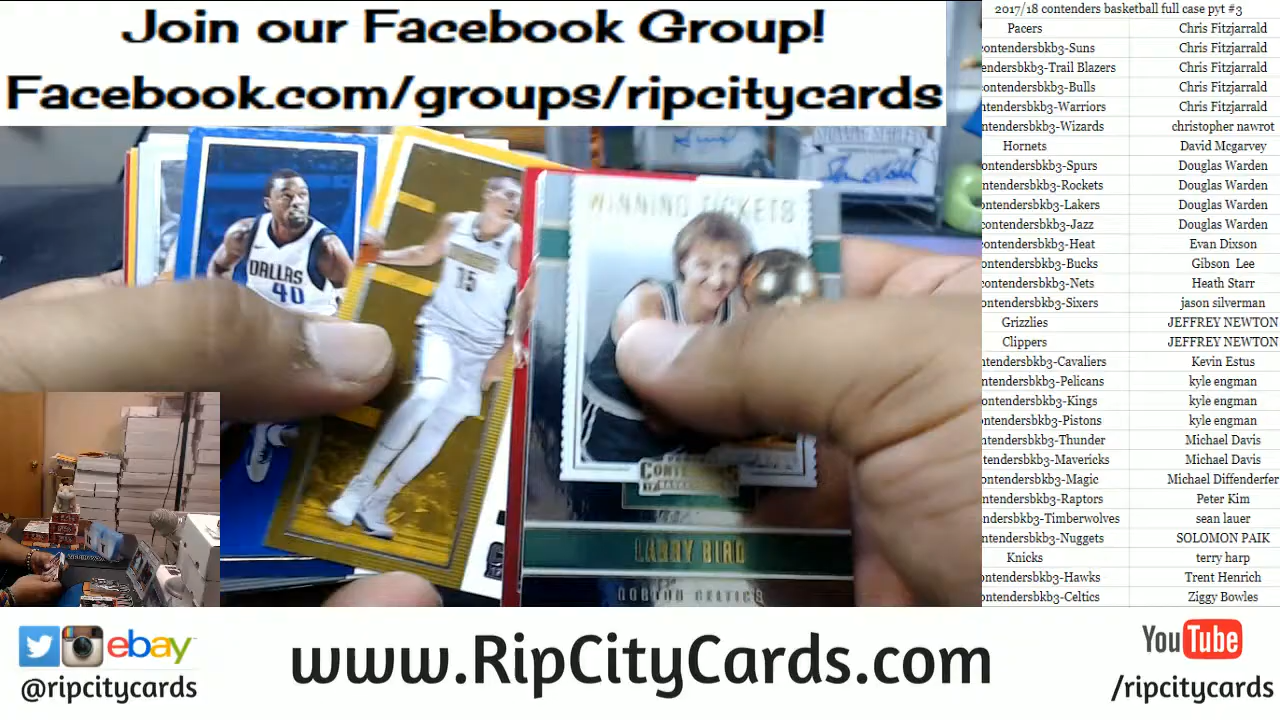 Join our Facebook Group!
Facebook.com/groups/ripcitycards
2017/18 contenders basketball full case pyt #3
Pacers Chris Fitzjarrald
contendersbkb3-Suns Chris Fitzjarrald
endersbkb3-Trail Blazers Chris Fitzjarrald
ontendersbkb3-Bulls Chris Fitzjarrald
ntendersbkb3-Warriors Chris Fitzjarrald
ntendersbkb3-Wizards christopher nawrot
Hornets David Mcgarvey
ontendersbkb3-Spurs Douglas Warden
ntendersbkb3-Rockets Douglas Warden
ntendersbkb3-Lakers Douglas Warden
contendersbkb3-Jazz Douglas Warden
ontendersbkb3-Heat Evan Dixson
ontendersbkb3-Bucks Gibson Lee
ontendersbkb3-Nets Heath Starr
ontendersbkb3-Sixers jason silverman
Grizzlies JEFFREY NEWTON
Clippers JEFFREY NEWTON
ntendersbkb3-Cavaliers Kevin Estus
ntendersbkb3-Pelicans kyle engman
ontendersbkb3-Kings kyle engman
ontendersbkb3-Pistons kyle engman
ntendersbkb3-Thunder Michael Davis
ntendersbkb3-Mavericks Michael Davis
ontendersbkb3-Magic Michael Diffenderfer
ntendersbkb3-Raptors Peter Kim
ndersbkb3-Timberwolves sean lauer
ntendersbkb3-Nuggets SOLOMON PAIK
Knicks terry harp
ontendersbkb3-Hawks Trent Henrich
ontendersbkb3-Celtics Ziggy Bowles
DALLAS
40
15
WINNING TICKETS
LARRY BIRD
BOSTON CELTICS
ebay
@ripcitycards
www.RipCityCards.com
YouTube
/ripcitycards